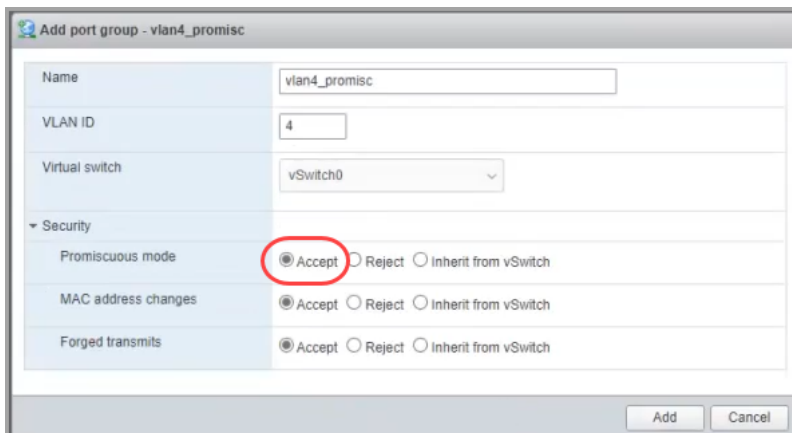 Add port group - vlan4_promisc
Name vlan4_promisc
VLAN ID 4
Virtual switch vSwitch0
Security
Promiscuous mode Accept Reject Inherit from vSwitch
MAC address changes Accept Reject Inherit from vSwitch
Forged transmits Accept Reject Inherit from vSwitch
Add Cancel